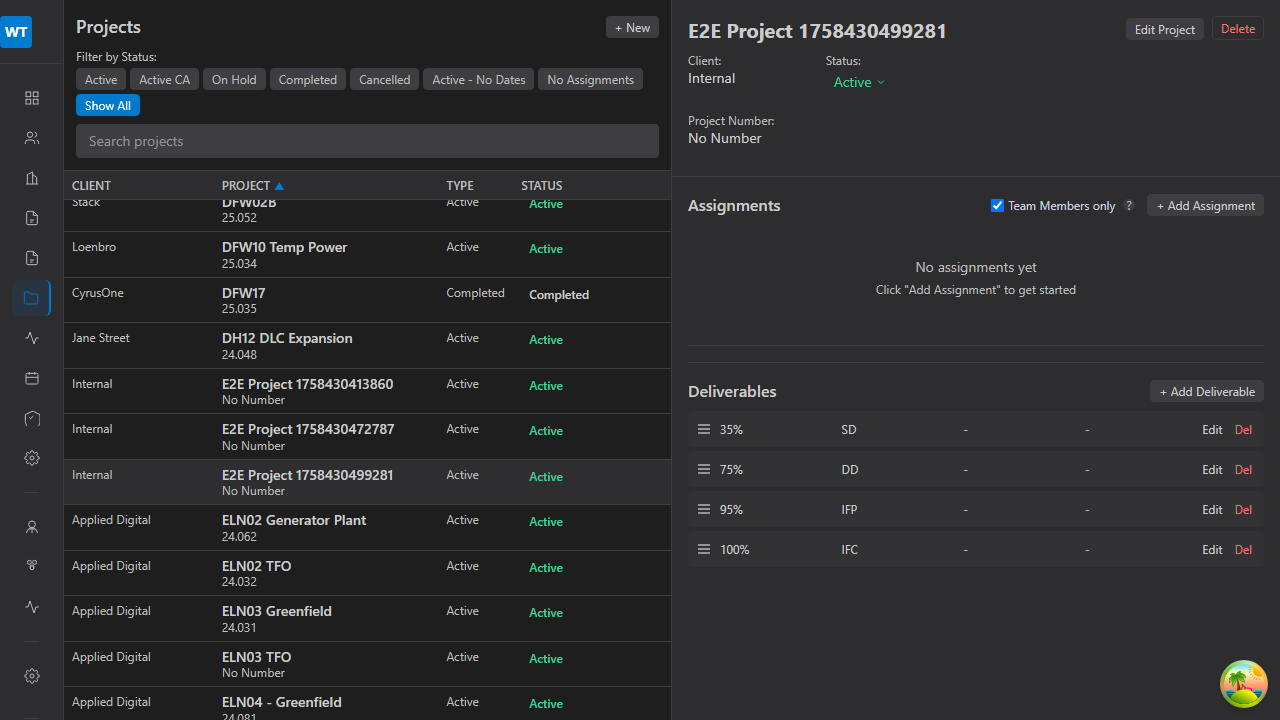 WT
Projects
+ New
Filter by Status:
Active
Active CA
On Hold
Completed
Cancelled
Active - No Dates
No Assignments
Show All
Search projects
CLIENT PROJECT ▲ TYPE STATUS
Stack DFW02B Active Active
25.052
Loenbro DFW10 Temp Power Active Active
25.034
CyrusOne DFW17 Completed Completed
25.035
Jane Street DH12 DLC Expansion Active Active
24.048
Internal E2E Project 1758430413860 Active Active
No Number
Internal E2E Project 1758430472787 Active Active
No Number
Internal E2E Project 1758430499281 Active Active
No Number
Applied Digital ELN02 Generator Plant Active Active
24.062
Applied Digital ELN02 TFO Active Active
24.032
Applied Digital ELN03 Greenfield Active Active
24.031
Applied Digital ELN03 TFO Active Active
No Number
Applied Digital ELN04 - Greenfield Active Active
24.081
E2E Project 1758430499281
Edit Project
Delete
Client: Status:
Internal Active
Project Number:
No Number
Assignments
Team Members only ?
+ Add Assignment
No assignments yet
Click "Add Assignment" to get started
Deliverables
+ Add Deliverable
35% SD - - Edit Del
75% DD - - Edit Del
95% IFP - - Edit Del
100% IFC - - Edit Del